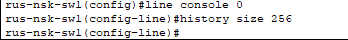 rus-nsk-sw1(config)#line console 0
rus-nsk-sw1(config-line)#history size 256
rus-nsk-sw1(config-line)#